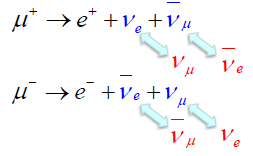 μ⁺ → e⁺ + νₑ + ν̄_μ
ν_μ ν̄ₑ
μ⁻ → e⁻ + ν̄ₑ + ν_μ
ν̄_μ νₑ